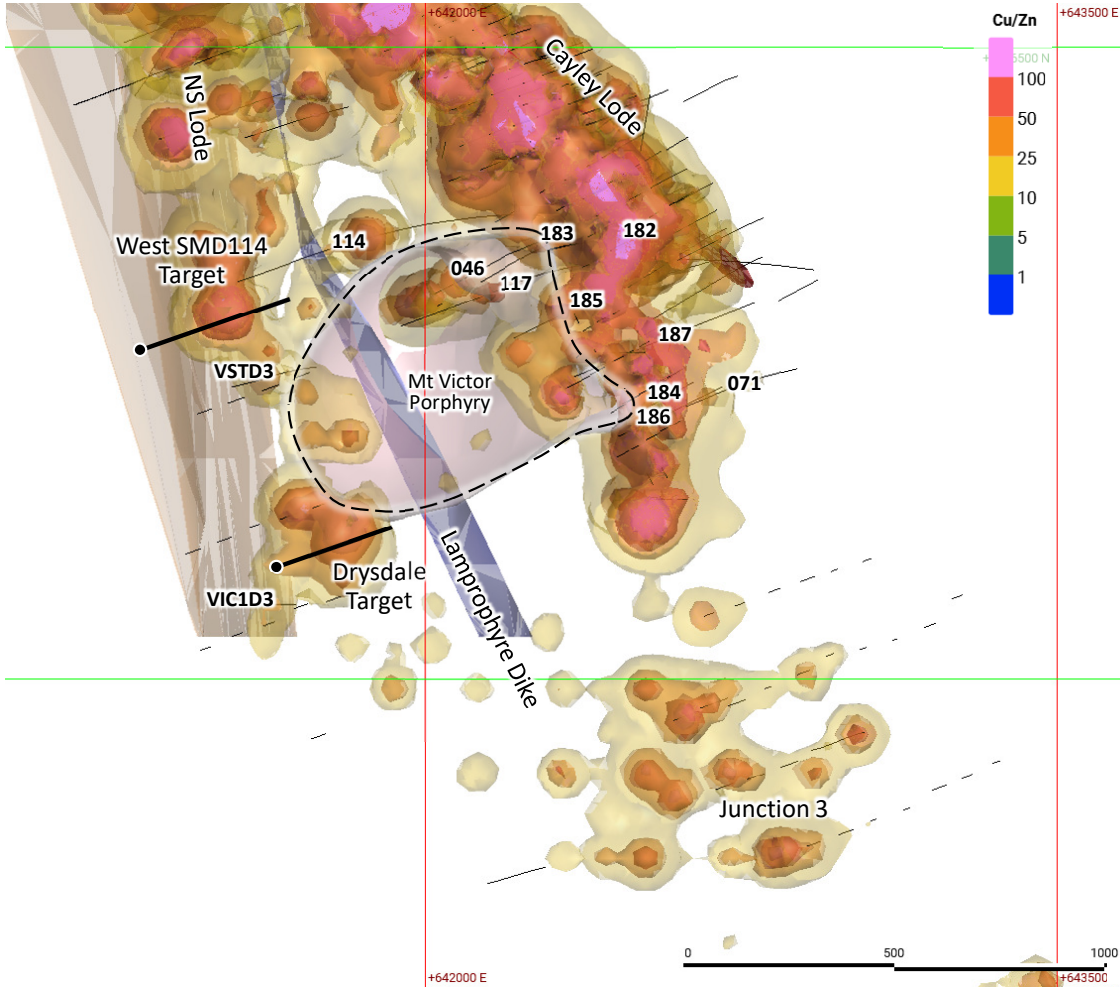 +642000 E
+643500 E
Cu/Zn
6500 N
100
50
25
10
5
1
NS Lode
Cayley Lode
West SMD114
Target
114
183
182
046
117
185
187
VSTD3
Mt Victor
Porphyry
184
071
186
Drysdale
Target
VIC1D3
Lamprophyre Dike
Junction 3
0
500
1000
+642000 E
+643500